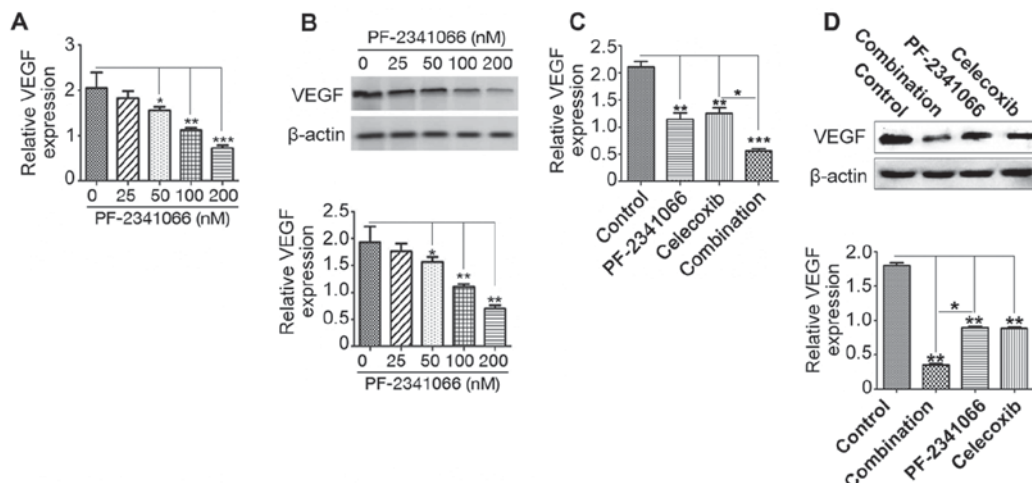 A
Relative VEGF
expression
3
2
1
0
*
**
***
0 25 50 100 200
PF-2341066 (nM)
B
PF-2341066 (nM)
0 25 50 100 200
VEGF
β-actin
Relative VEGF
expression
2.0
1.5
1.0
0.5
0.0
*
**
**
0 25 50 100 200
PF-2341066 (nM)
C
Relative VEGF
expression
2.5
2.1
1.5
1.0
0.5
0.0
**
**
*
***
Control
PF-2341066
Celecoxib
Combination
D
Control
Combination
PF-2341066
Celecoxib
VEGF
β-actin
Relative VEGF
expression
2.0
1.5
1.0
0.5
0.0
**
*
**
**
Control
Combination
PF-2341066
Celecoxib